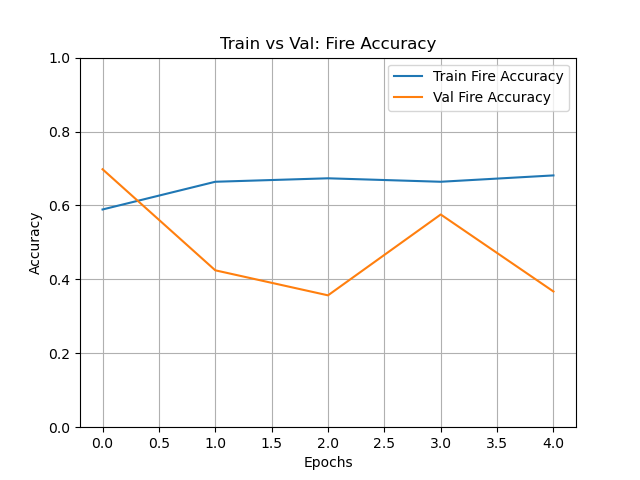 Train vs Val: Fire Accuracy
Train Fire Accuracy
Val Fire Accuracy
Accuracy
1.0
0.8
0.6
0.4
0.2
0.0
0.0 0.5 1.0 1.5 2.0 2.5 3.0 3.5 4.0
Epochs